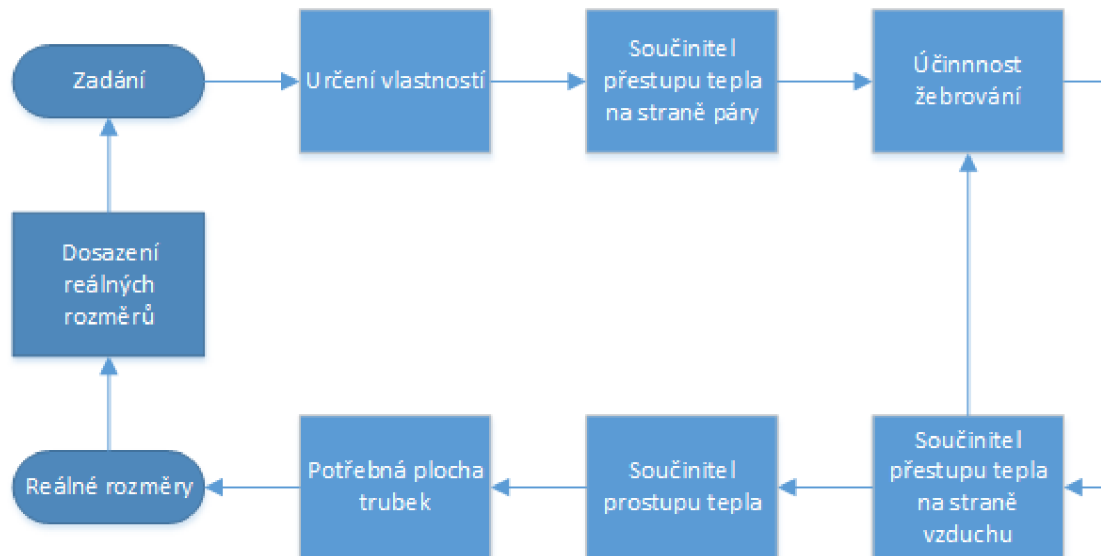 Zadání
Určení vlastností
Součinitel
přestupu tepla
na straně páry
Účinnnost
žebrování
Dosazení
reálných
rozměrů
Reálné rozměry
Potřebná plocha
trubek
Součinitel
prostupu tepla
Součinitel
přestupu tepla
na straně
vzduchu